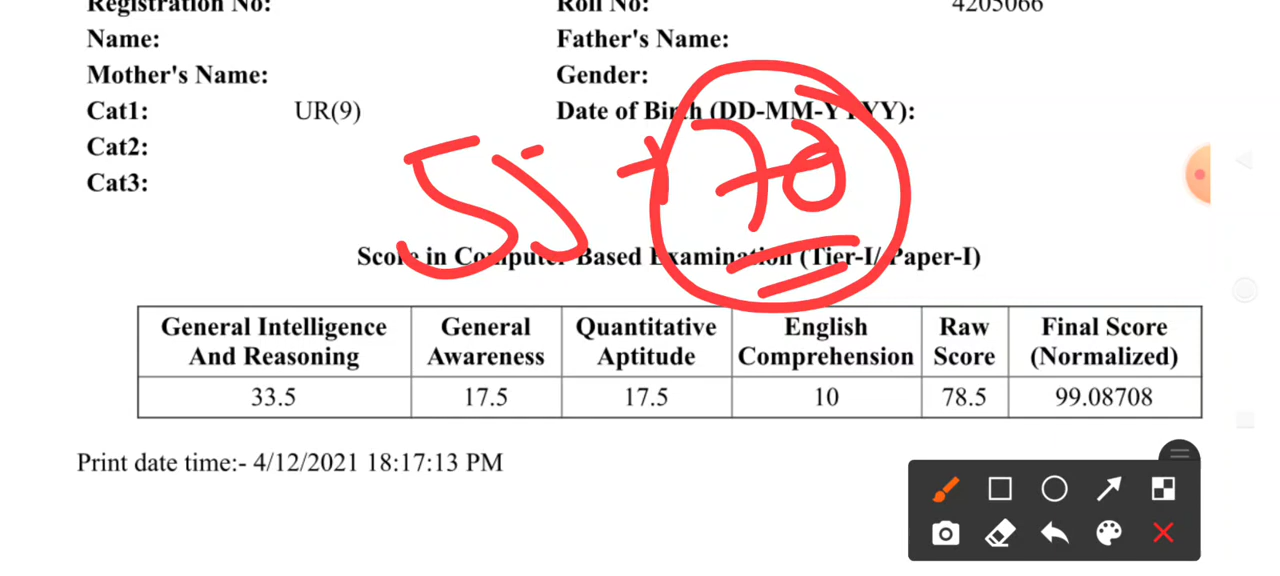 Registration No:
Roll No:
4205066
Name:
Father's Name:
Mother's Name:
Gender:
Cat1:
UR(9)
Date of Birth (DD-MM-YYYY):
Cat2:
Cat3:
55 + 70
Score in Computer Based Examination (Tier-I/ Paper-I)
General Intelligence And Reasoning
General Awareness
Quantitative Aptitude
English Comprehension
Raw Score
Final Score (Normalized)
33.5
17.5
17.5
10
78.5
99.08708
Print date time:- 4/12/2021 18:17:13 PM